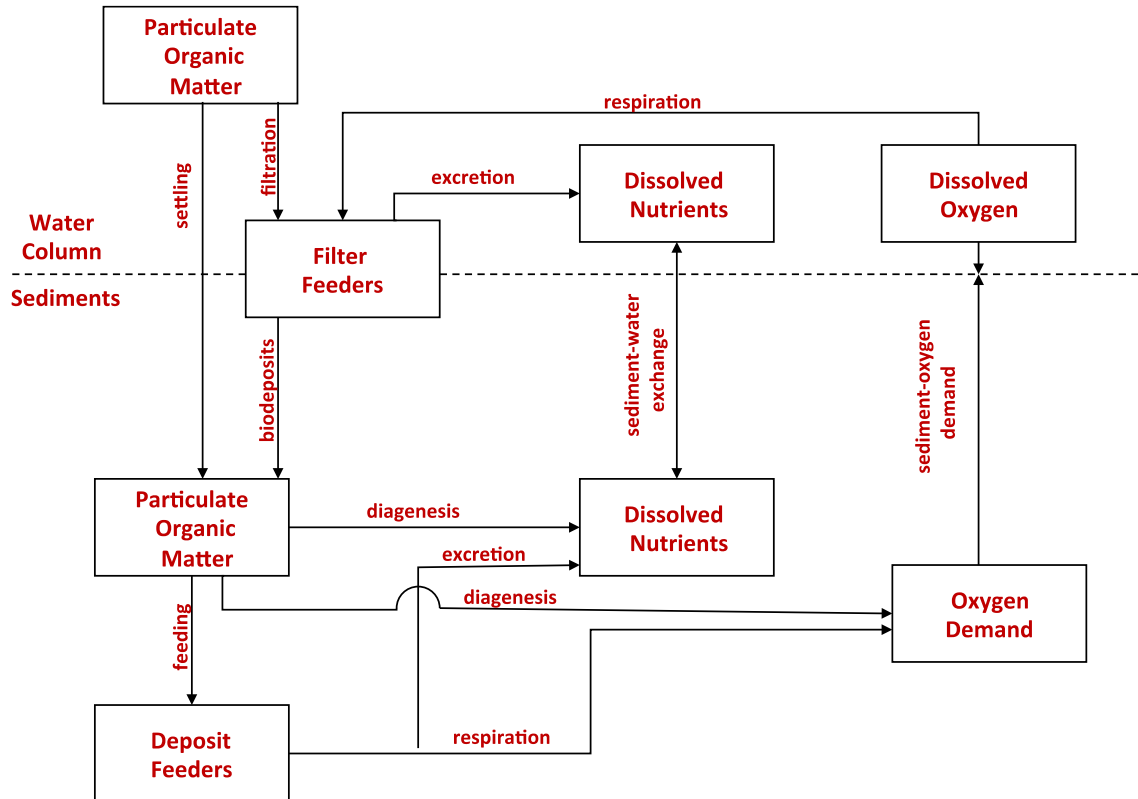 Particulate
Organic
Matter
respiration
filtration
settling
excretion
Dissolved
Nutrients
Dissolved
Oxygen
Water
Column
Filter
Feeders
Sediments
biodeposits
sediment-water
exchange
sediment-oxygen
demand
Particulate
Organic
Matter
diagenesis
Dissolved
Nutrients
excretion
diagenesis
Oxygen
Demand
feeding
Deposit
Feeders
respiration